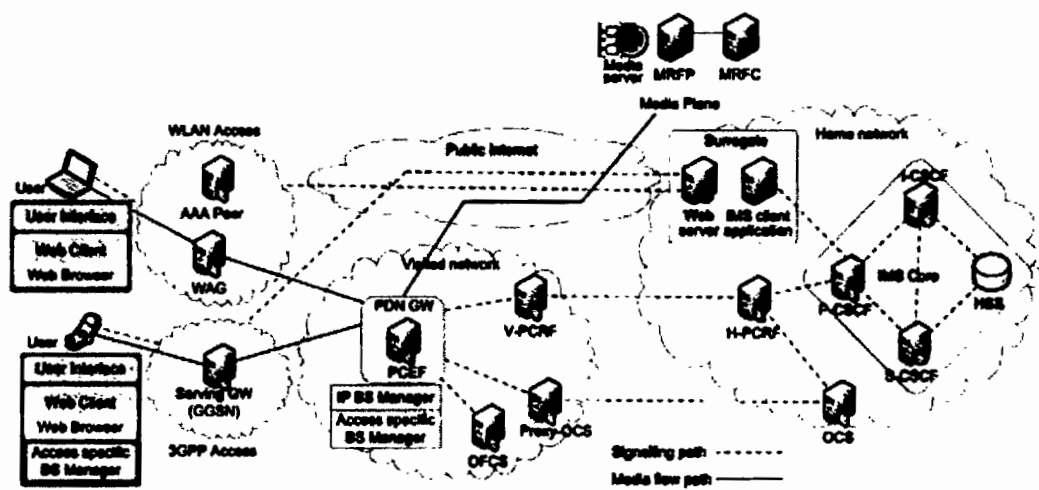 Media
server
MRFP
MRFC
Media Plane
WLAN Access
Public Internet
Surrogate
Home network
User
AAA Peer
I-CSCF
User Interface
Web Client
Web Browser
Web
server
IMS client
application
WAG
Visited network
IMS Core
HSS
P-CSCF
PDN GW
V-PCRF
H-PCRF
User
PCEF
S-CSCF
User Interface
Web Client
Web Browser
Access specific
BS Manager
Serving GW
(GGSN)
IP BS Manager
Access specific
BS Manager
Proxy-OCS
OCS
3GPP Access
OFCS
Signalling path
Media flow path